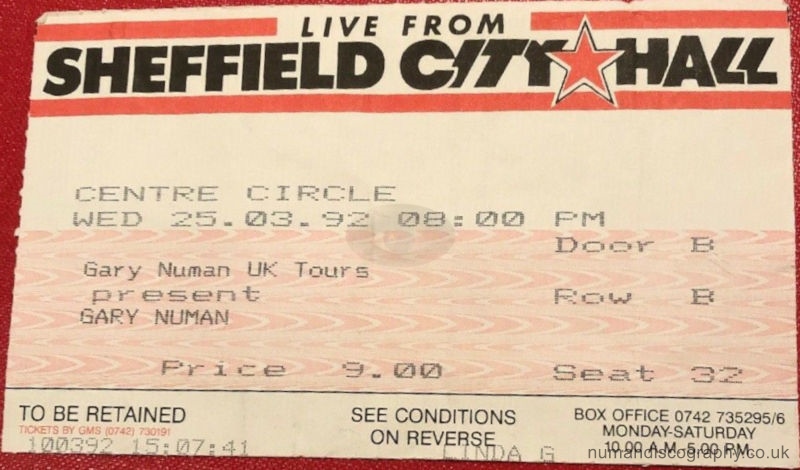 LIVE FROM
SHEFFIELD CITY HALL
CENTRE CIRCLE
WED 25.03.92 08:00 PM
Door B
Gary Numan UK Tours
present
Row B
GARY NUMAN
Price 9.00
Seat 32
TO BE RETAINED
TICKETS BY GMS (0742) 730191
100392 15:07:41
SEE CONDITIONS
ON REVERSE
LINDA G
BOX OFFICE 0742 735295/6
MONDAY-SATURDAY
10.00 A.M.-5.00 P.M.
numandiscography.co.uk